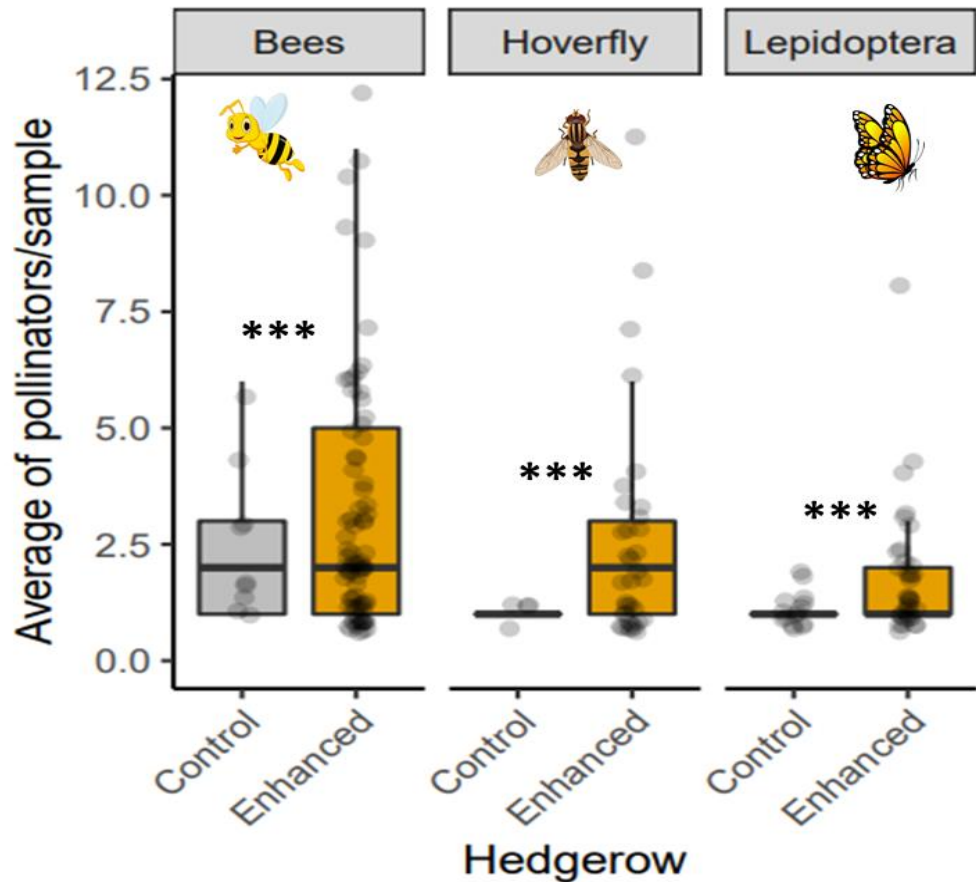 Bees Hoverfly Lepidoptera
Average of pollinators/sample
12.5
10.0
7.5
5.0
2.5
0.0
***
***
***
Control Enhanced Control Enhanced Control Enhanced
Hedgerow